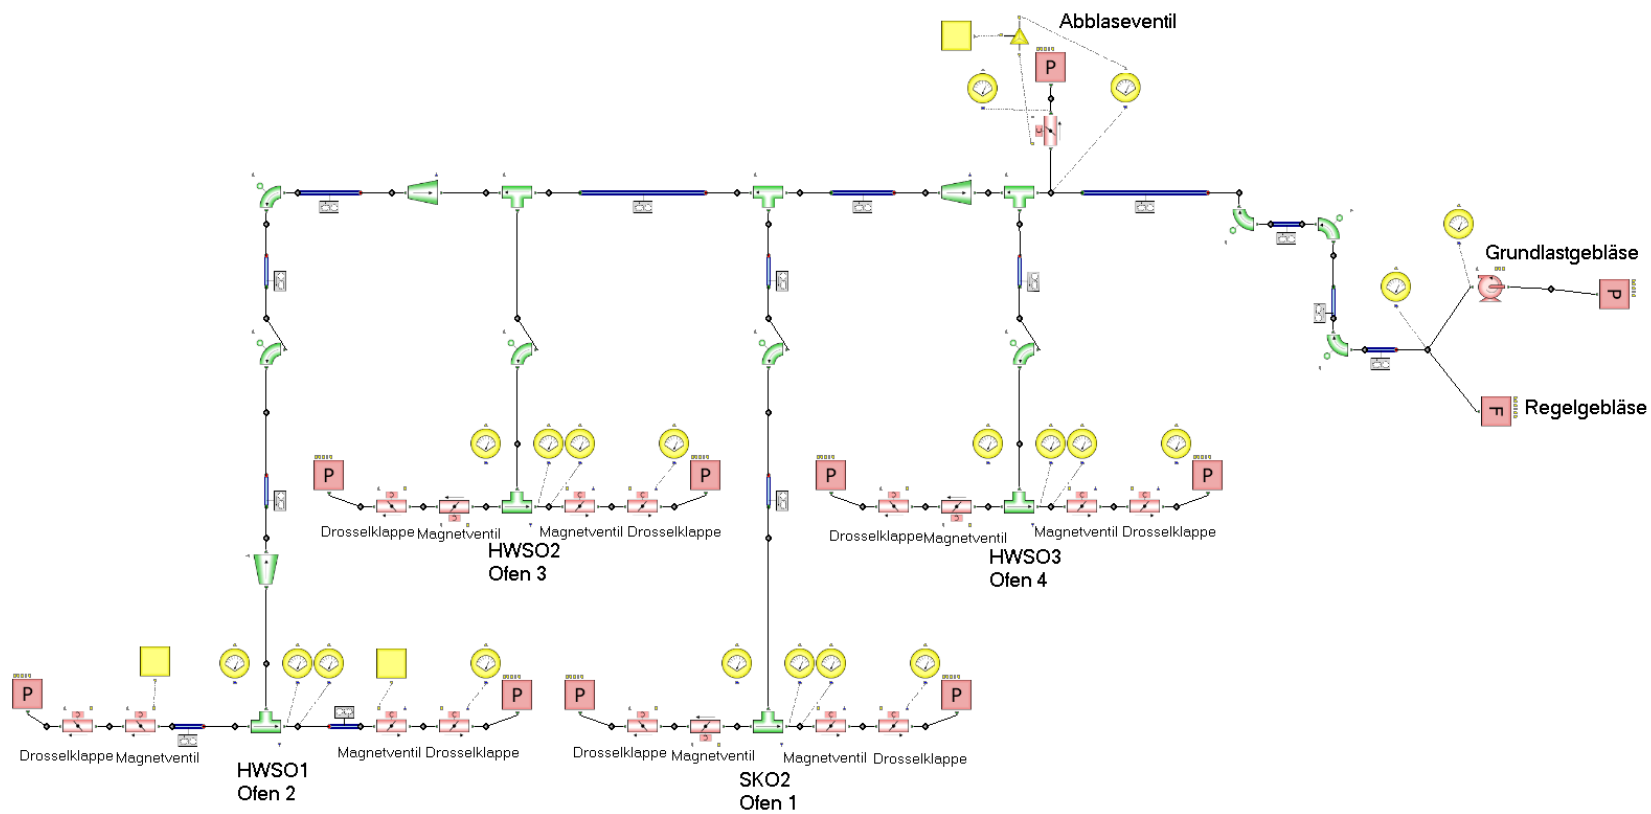 Abblaseventil
P
Grundlastgebläse
P
F
Regelgebläse
P
P
P
P
Drosselklappe
Magnetventil
Magnetventil
Drosselklappe
HWSO2
Ofen 3
Drosselklappe
Magnetventil
Magnetventil
Drosselklappe
HWSO3
Ofen 4
P
P
P
P
Drosselklappe
Magnetventil
Magnetventil
Drosselklappe
HWSO1
Ofen 2
Drosselklappe
Magnetventil
Magnetventil
Drosselklappe
SKO2
Ofen 1